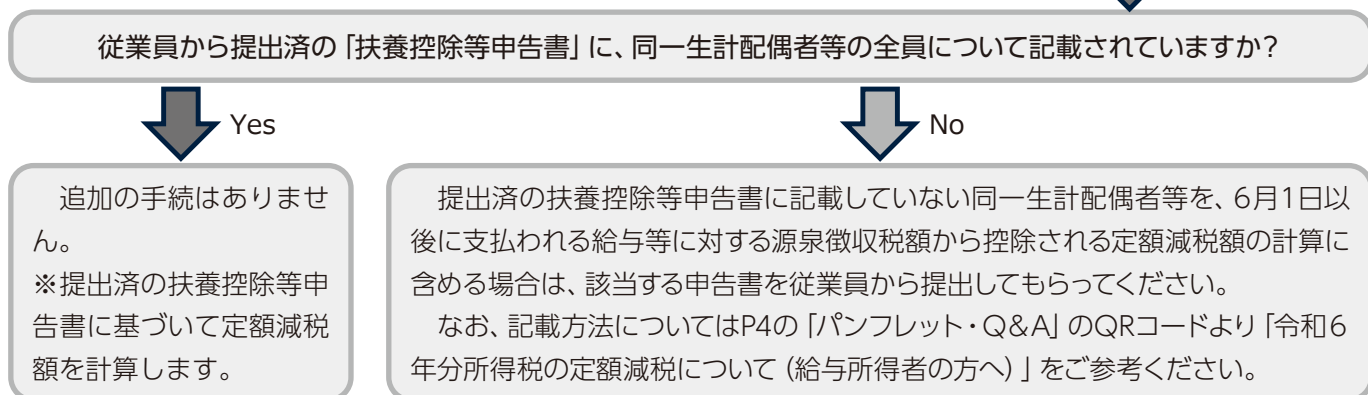 従業員から提出済の「扶養控除等申告書」に、同一生計配偶者等の全員について記載されていますか？
Yes
No
追加の手続はありませ
ん。
※提出済の扶養控除等申
告書に基づいて定額減税
額を計算します。
提出済の扶養控除等申告書に記載していない同一生計配偶者等を、6月1日以
後に支払われる給与等に対する源泉徴収税額から控除される定額減税額の計算に
含める場合は、該当する申告書を従業員から提出してもらってください。
なお、記載方法についてはP4の「パンフレット・Q&A」のQRコードより「令和6
年分所得税の定額減税について（給与所得者の方へ）」をご参考ください。